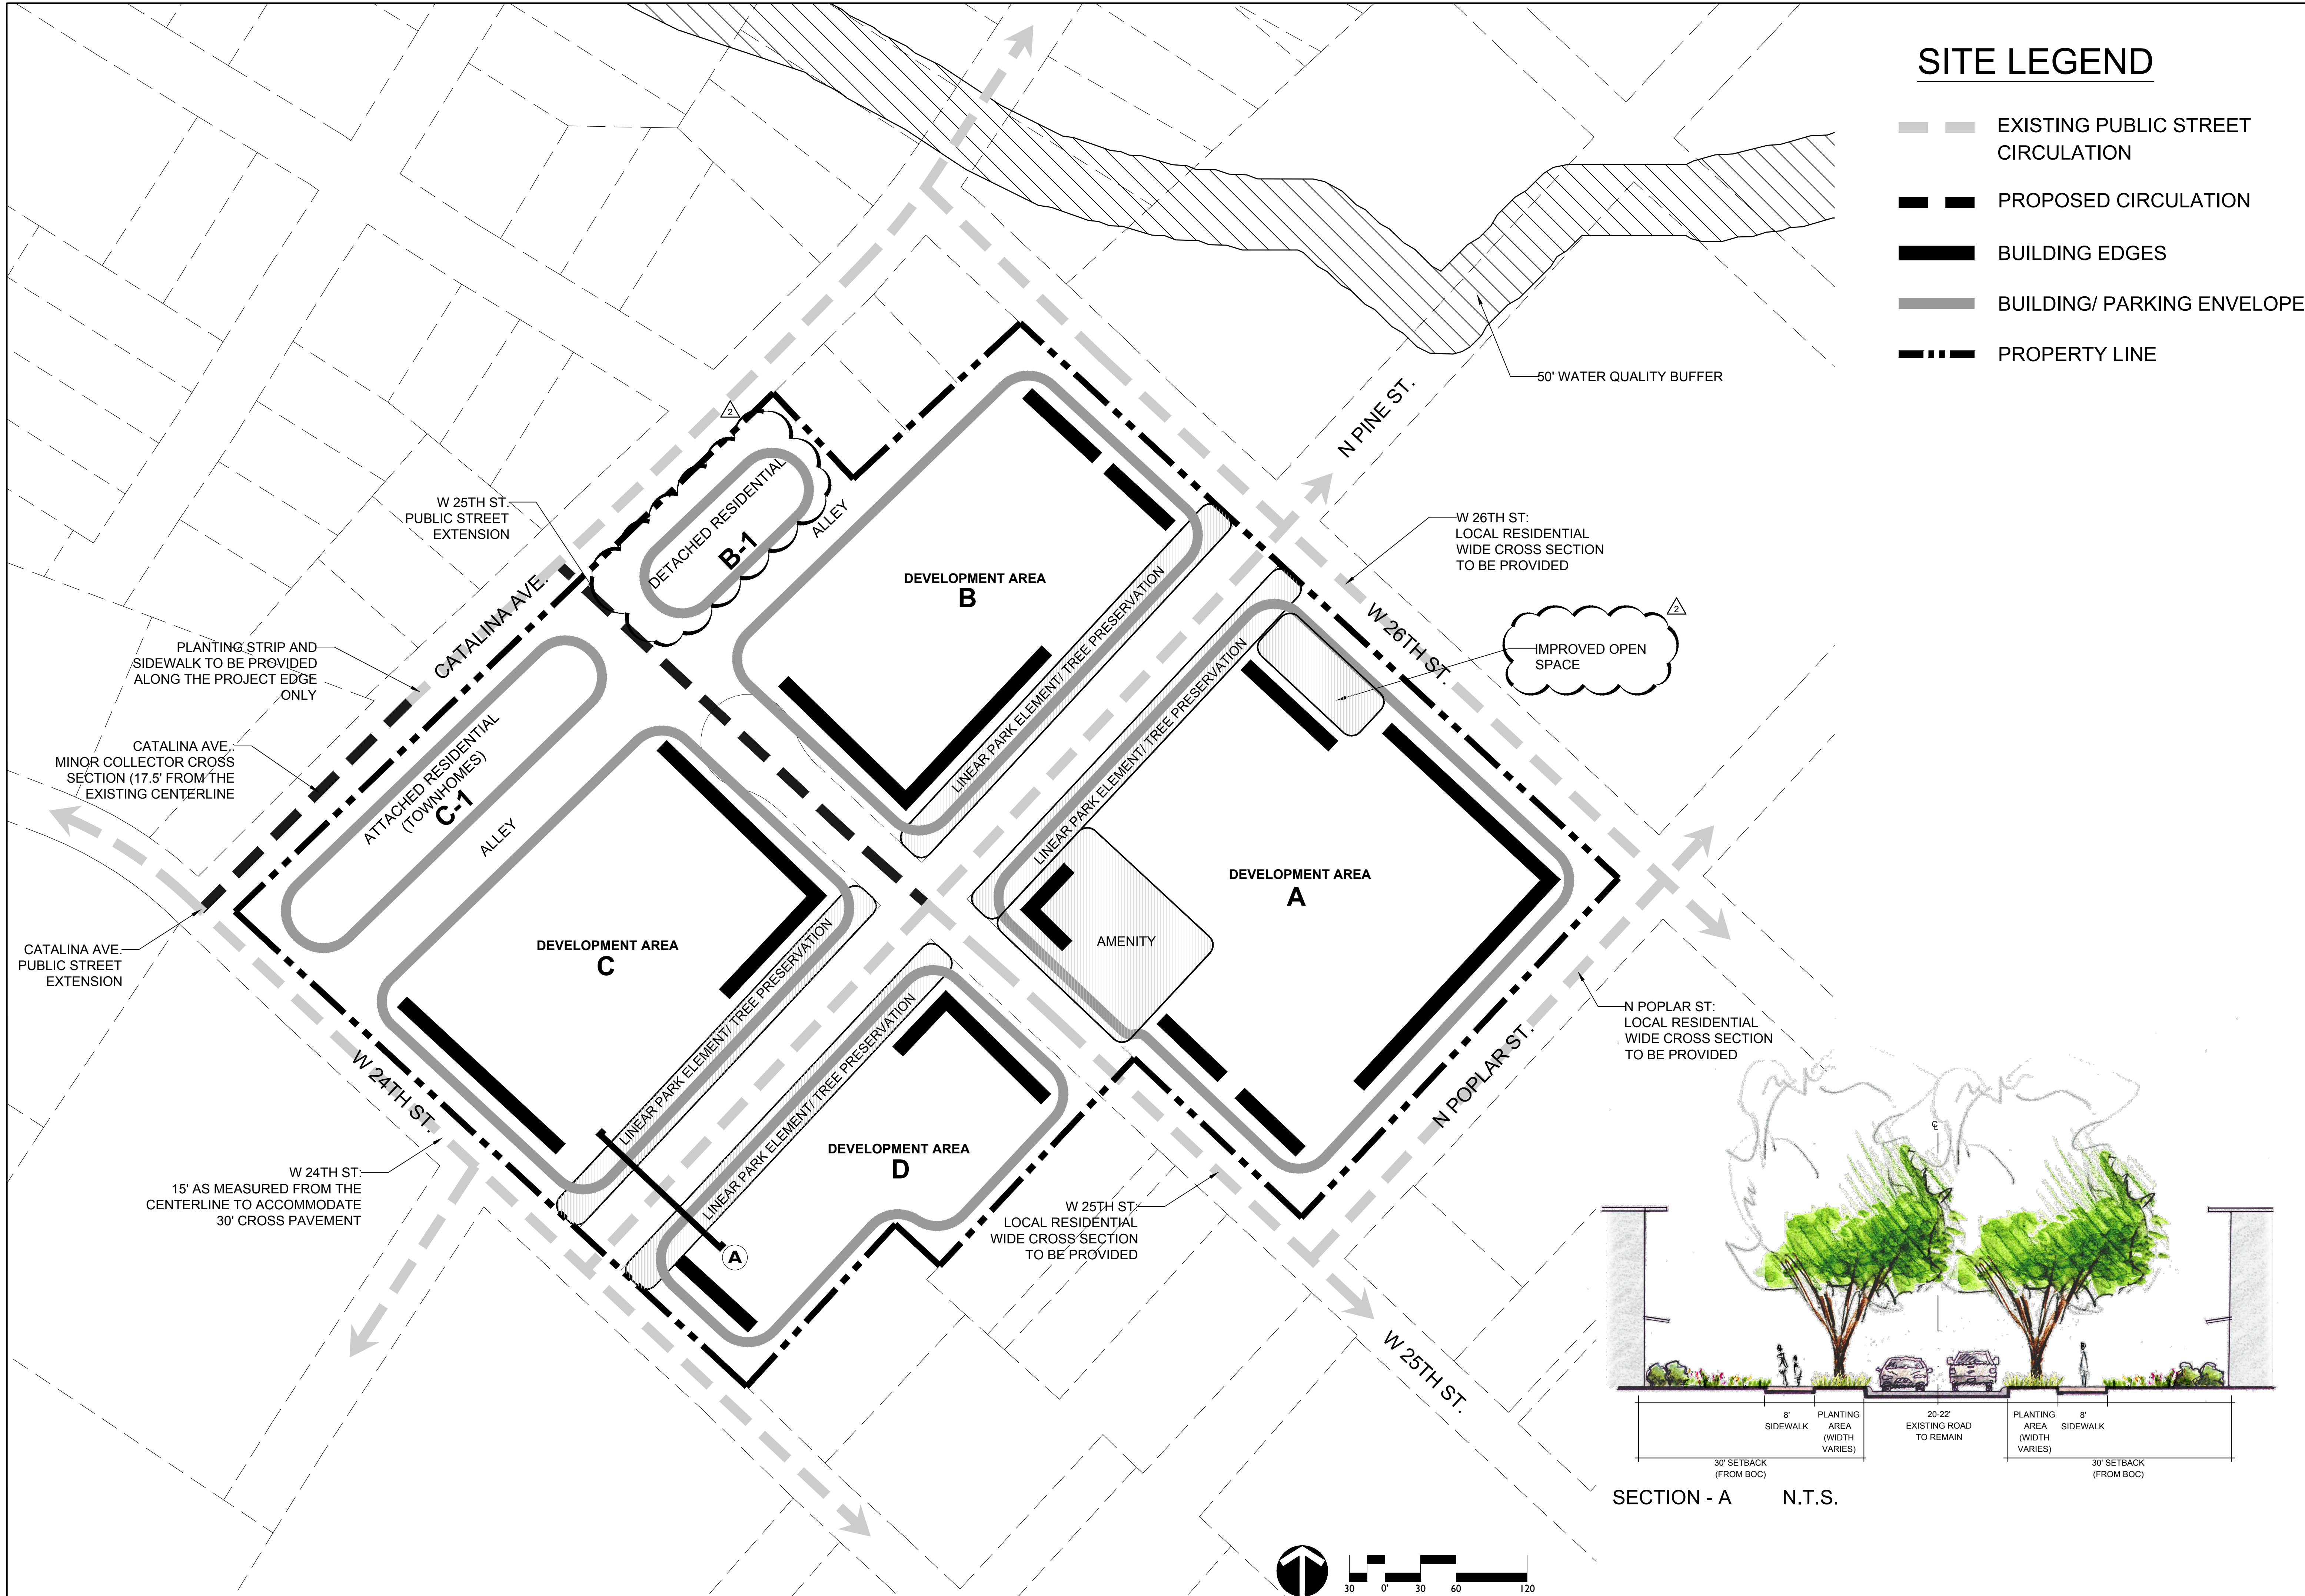 SITE LEGEND
EXISTING PUBLIC STREET
CIRCULATION
PROPOSED CIRCULATION
BUILDING EDGES
BUILDING/ PARKING ENVELOPE
PROPERTY LINE
50' WATER QUALITY BUFFER
N PINE ST.
2
W 25TH ST.
PUBLIC STREET
EXTENSION
DETACHED RESIDENTIAL
B-1
ALLEY
W 26TH ST:
LOCAL RESIDENTIAL
WIDE CROSS SECTION
TO BE PROVIDED
DEVELOPMENT AREA
B
LINEAR PARK ELEMENT/ TREE PRESERVATION
W 26TH ST.
2
IMPROVED OPEN
SPACE
CATALINA AVE.
PLANTING STRIP AND
SIDEWALK TO BE PROVIDED
ALONG THE PROJECT EDGE
ONLY
LINEAR PARK ELEMENT/ TREE PRESERVATION
CATALINA AVE.:
MINOR COLLECTOR CROSS
SECTION (17.5' FROM THE
EXISTING CENTERLINE
ATTACHED RESIDENTIAL
(TOWNHOMES)
C-1
ALLEY
DEVELOPMENT AREA
A
AMENITY
CATALINA AVE.
PUBLIC STREET
EXTENSION
DEVELOPMENT AREA
C
LINEAR PARK ELEMENT/ TREE PRESERVATION
N POPLAR ST:
LOCAL RESIDENTIAL
WIDE CROSS SECTION
TO BE PROVIDED
N POPLAR ST.
W 24TH ST.
LINEAR PARK ELEMENT/ TREE PRESERVATION
DEVELOPMENT AREA
D
W 24TH ST:
15' AS MEASURED FROM THE
CENTERLINE TO ACCOMMODATE
30' CROSS PAVEMENT
A
W 25TH ST:
LOCAL RESIDENTIAL
WIDE CROSS SECTION
TO BE PROVIDED
W 25TH ST.
℄
8'
SIDEWALK
PLANTING
AREA
(WIDTH
VARIES)
20-22'
EXISTING ROAD
TO REMAIN
PLANTING
AREA
(WIDTH
VARIES)
8'
SIDEWALK
30' SETBACK
(FROM BOC)
30' SETBACK
(FROM BOC)
SECTION - A N.T.S.
30 0' 30 60 120